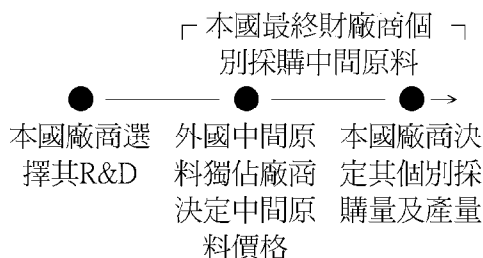 本國最終財廠商個
別採購中間原料
本國廠商選
擇其R&D
外國中間原
料獨佔廠商
決定中間原
料價格
本國廠商決
定其個別採
購量及產量